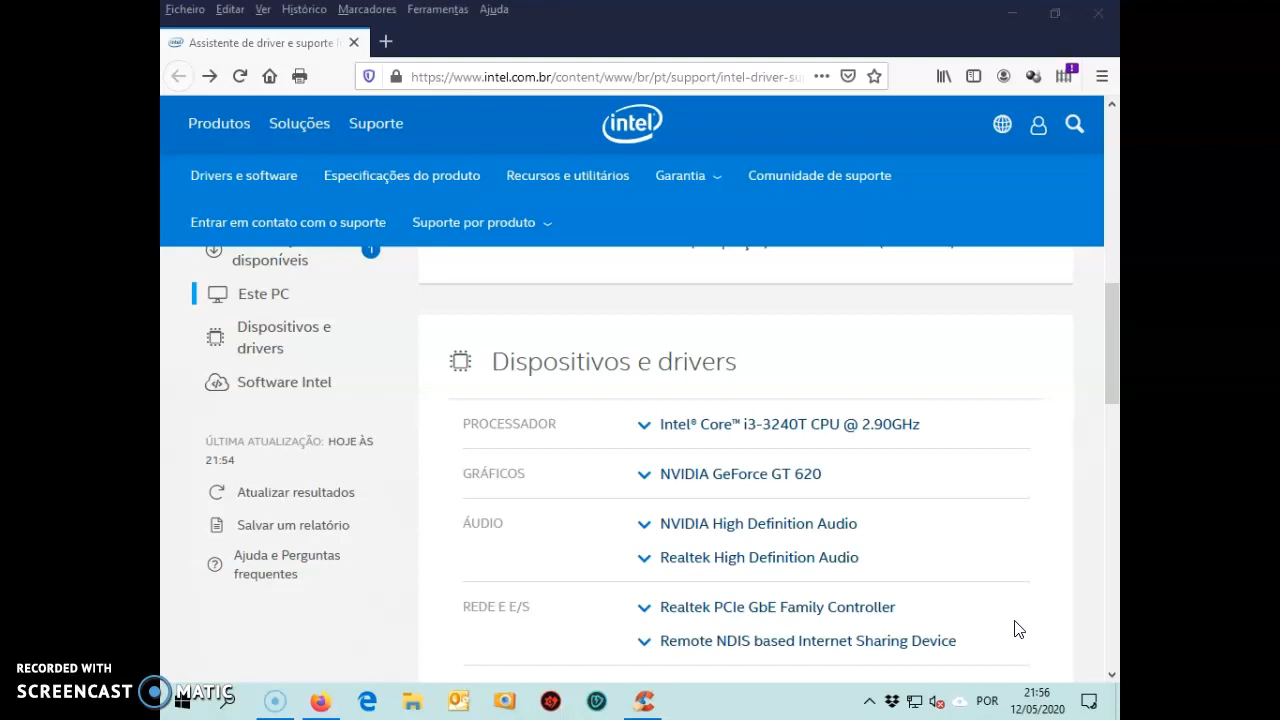 Ficheiro Editar Ver Histórico Marcadores Ferramentas Ajuda
Assistente de driver e suporte
https://www.intel.com.br/content/www/br/pt/support/intel-driver-su
Produtos Soluções Suporte
intel
Drivers e software Especificações do produto Recursos e utilitários Garantia Comunidade de suporte
Entrar em contato com o suporte Suporte por produto
disponíveis
1
Este PC
Dispositivos e
drivers
Software Intel
ÚLTIMA ATUALIZAÇÃO: HOJE ÀS
21:54
Atualizar resultados
Salvar um relatório
Ajuda e Perguntas
frequentes
Dispositivos e drivers
PROCESSADOR Intel® Core™ i3-3240T CPU @ 2.90GHz
GRÁFICOS NVIDIA GeForce GT 620
ÁUDIO NVIDIA High Definition Audio
Realtek High Definition Audio
REDE E E/S Realtek PCIe GbE Family Controller
Remote NDIS based Internet Sharing Device
RECORDED WITH
SCREENCAST MATIC
POR
21:56
12/05/2020